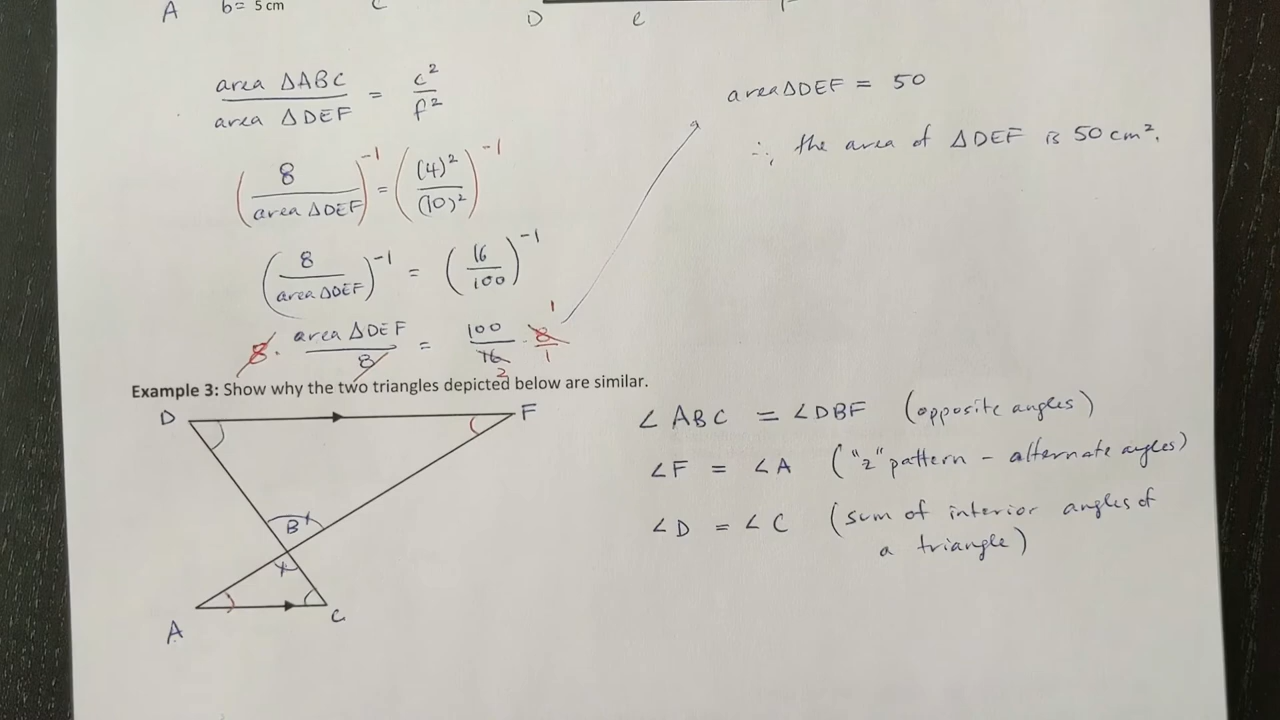 A b = 5 cm C D e F
area ΔABC / area ΔDEF = c² / f²
(8 / area ΔDEF)⁻¹ = ((4)² / (10)²)⁻¹
(8 / area ΔDEF)⁻¹ = (16 / 100)⁻¹
8 · area ΔDEF / 8 = 100 / 16 · 8 / 1
1
2
area ΔDEF = 50
∴, the area of ΔDEF is 50 cm².
Example 3: Show why the two triangles depicted below are similar.
D F
B x
x
A C
∠ABC = ∠DBF (opposite angles)
∠F = ∠A ("z" pattern - alternate angles)
∠D = ∠C (sum of interior angles of
a triangle)